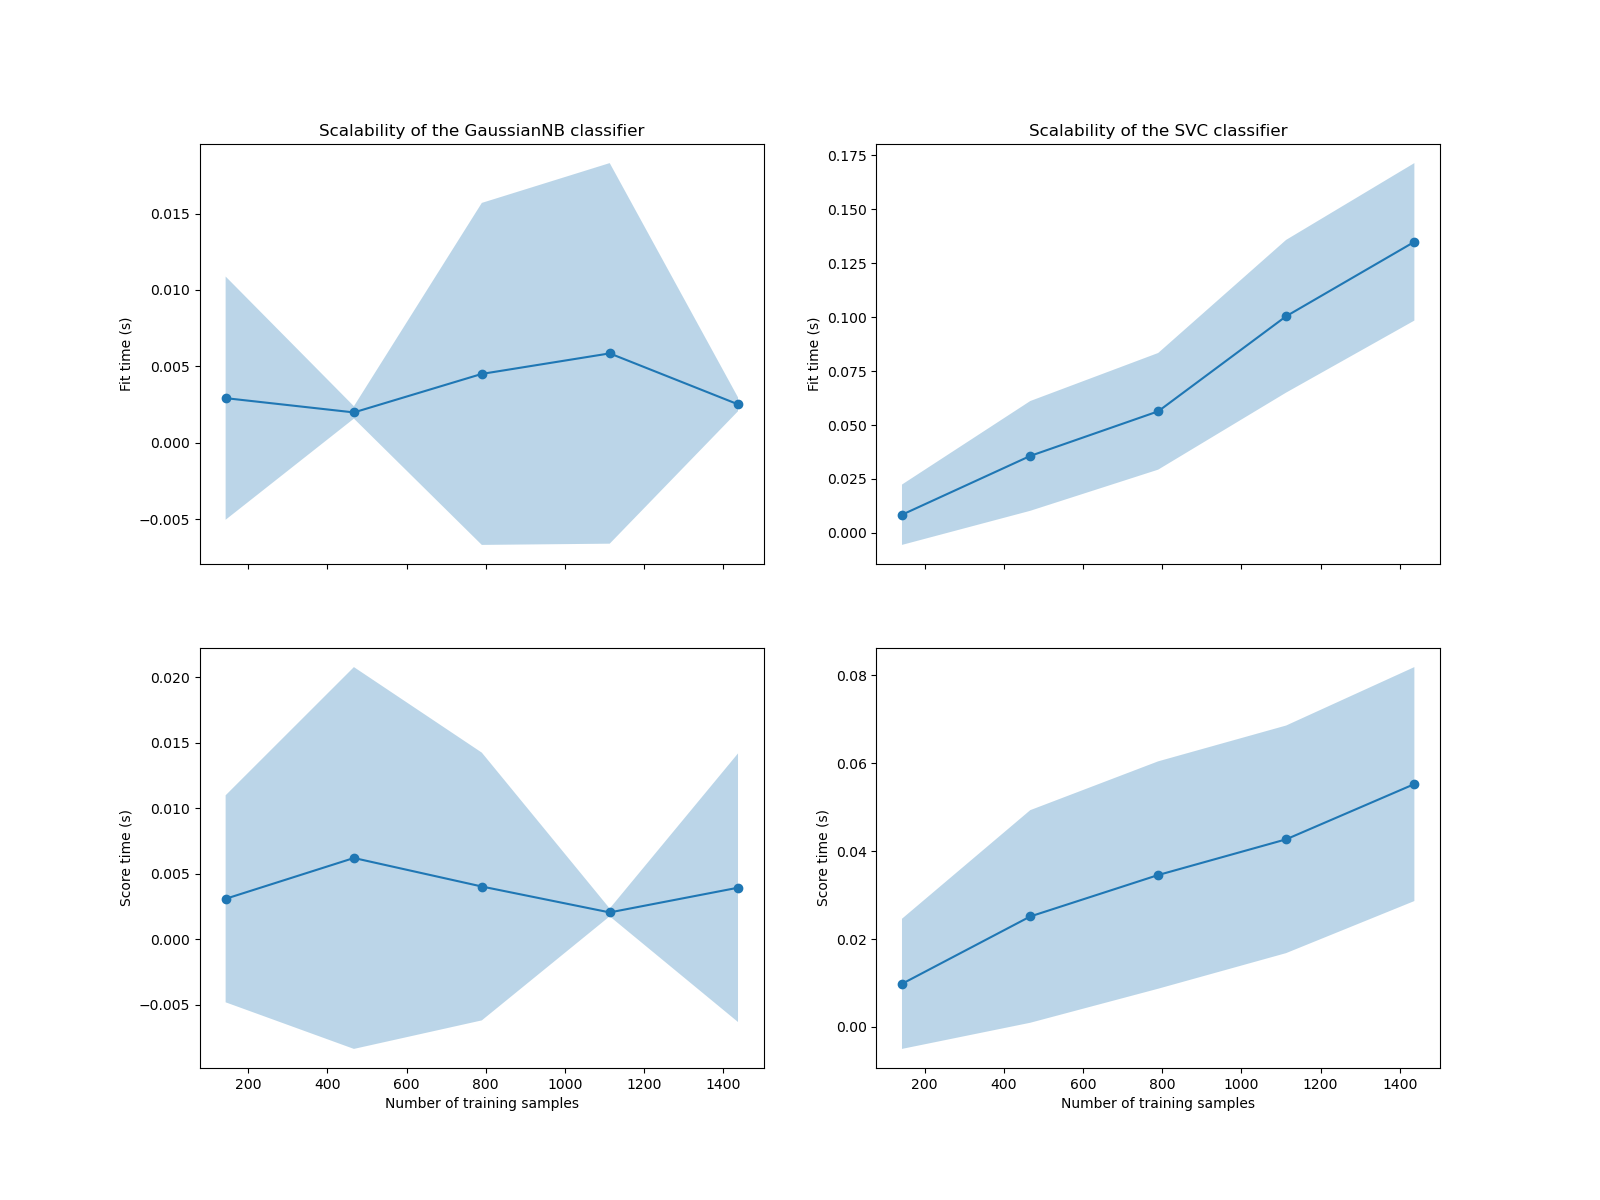 Scalability of the GaussianNB classifier
Fit time (s)
0.015
0.010
0.005
0.000
−0.005
Scalability of the SVC classifier
Fit time (s)
0.175
0.150
0.125
0.100
0.075
0.050
0.025
0.000
Score time (s)
0.020
0.015
0.010
0.005
0.000
−0.005
200 400 600 800 1000 1200 1400
Number of training samples
Score time (s)
0.08
0.06
0.04
0.02
0.00
200 400 600 800 1000 1200 1400
Number of training samples